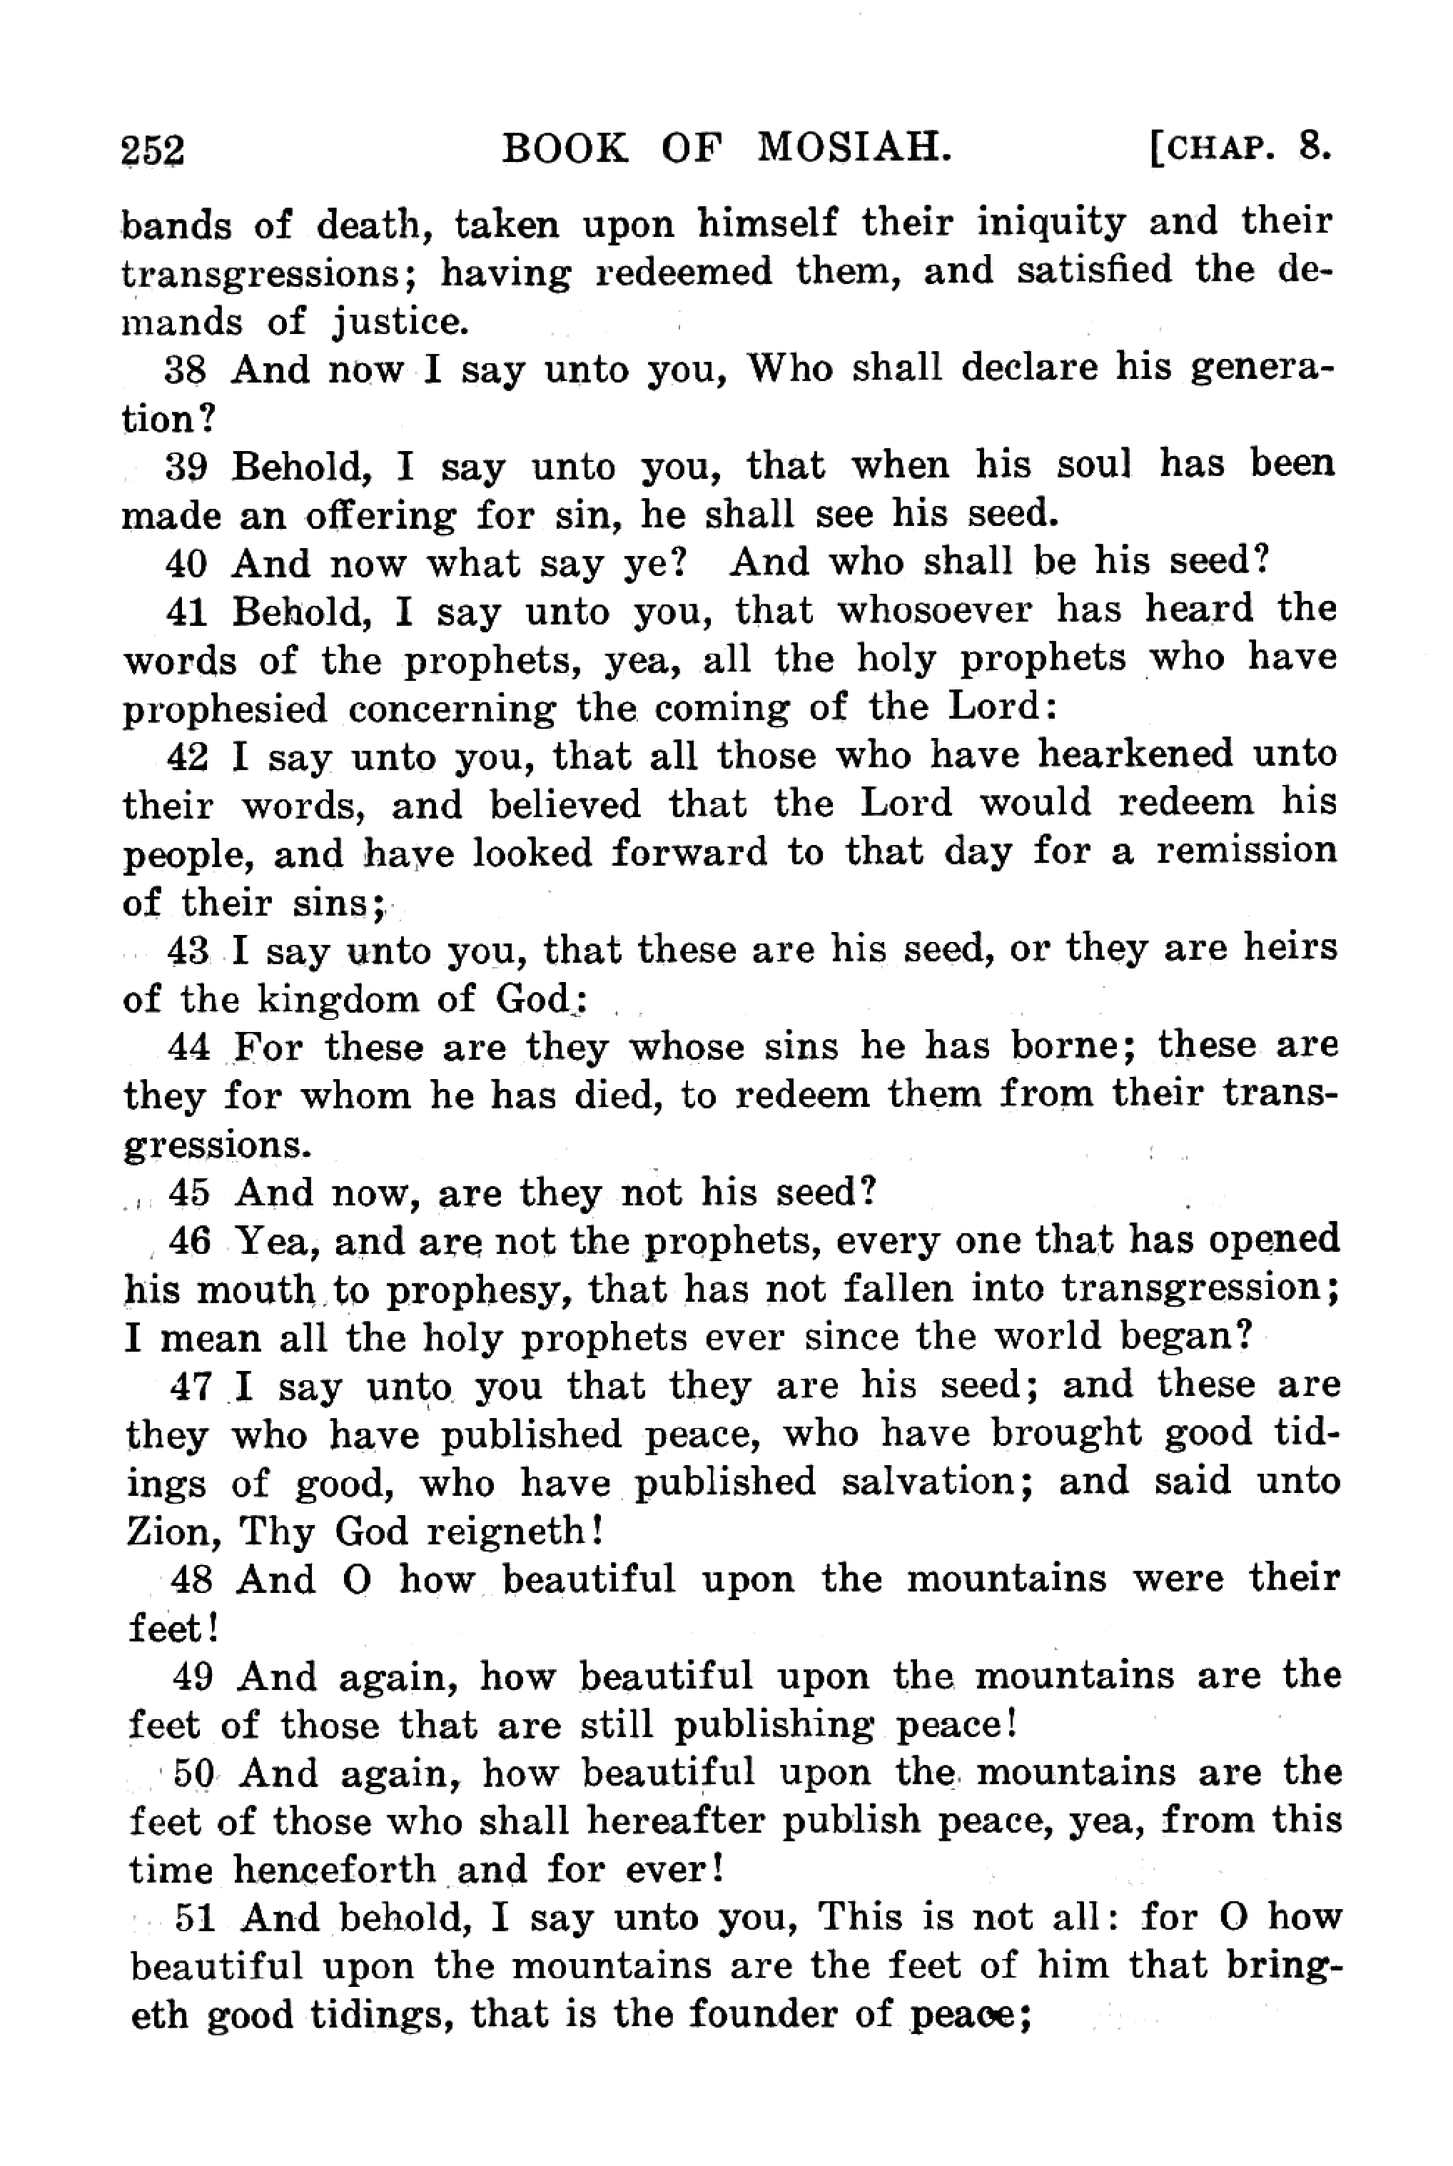 252 BOOK OF MOSIAH. [CHAP. 8.
bands of death, taken upon himself their iniquity and their
transgressions; having redeemed them, and satisfied the de-
mands of justice.
38 And now I say unto you, Who shall declare his genera-
tion?
39 Behold, I say unto you, that when his soul has been
made an offering for sin, he shall see his seed.
40 And now what say ye? And who shall be his seed?
41 Behold, I say unto you, that whosoever has heard the
words of the prophets, yea, all the holy prophets who have
prophesied concerning the coming of the Lord:
42 I say unto you, that all those who have hearkened unto
their words, and believed that the Lord would redeem his
people, and have looked forward to that day for a remission
of their sins;
43 I say unto you, that these are his seed, or they are heirs
of the kingdom of God:
44 For these are they whose sins he has borne; these are
they for whom he has died, to redeem them from their trans-
gressions.
45 And now, are they not his seed?
46 Yea, and are not the prophets, every one that has opened
his mouth to prophesy, that has not fallen into transgression;
I mean all the holy prophets ever since the world began?
47 I say unto you that they are his seed; and these are
they who have published peace, who have brought good tid-
ings of good, who have published salvation; and said unto
Zion, Thy God reigneth!
48 And O how beautiful upon the mountains were their
feet!
49 And again, how beautiful upon the mountains are the
feet of those that are still publishing peace!
50 And again, how beautiful upon the mountains are the
feet of those who shall hereafter publish peace, yea, from this
time henceforth and for ever!
51 And behold, I say unto you, This is not all: for O how
beautiful upon the mountains are the feet of him that bring-
eth good tidings, that is the founder of peace;